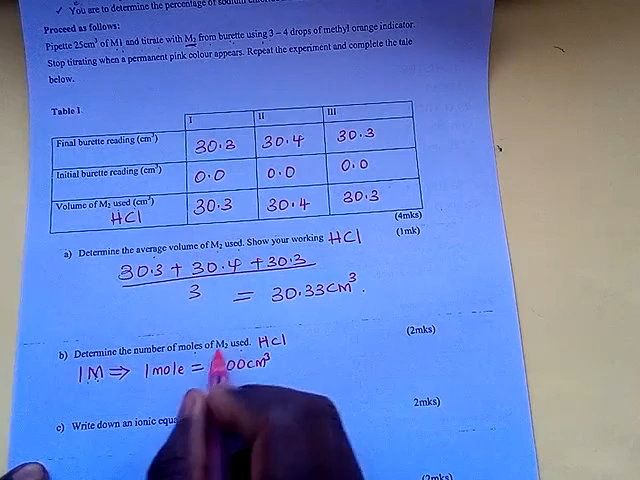 ✓ You are to determine the percentage of sodium
Proceed as follows:
Pipette 25cm³ of M1 and titrate with M₂ from burette using 3 – 4 drops of methyl orange indicator.
Stop titrating when a permanent pink colour appears. Repeat the experiment and complete the tale
below.
Table 1
I II III
Final burette reading (cm³) 30.3 30.4 30.3
Initial burette reading (cm³) 0.0 0.0 0.0
Volume of M₂ used (cm³) 30.3 30.4 30.3
HCl
(4mks)
a) Determine the average volume of M₂ used. Show your working HCl (1mk)
30.3 + 30.4 + 30.3
3 = 30.33cm³.
b) Determine the number of moles of M₂ used. HCl (2mks)
1M ⇒ 1mole = 00cm³
2mks)
c) Write down an ionic
(2mks)